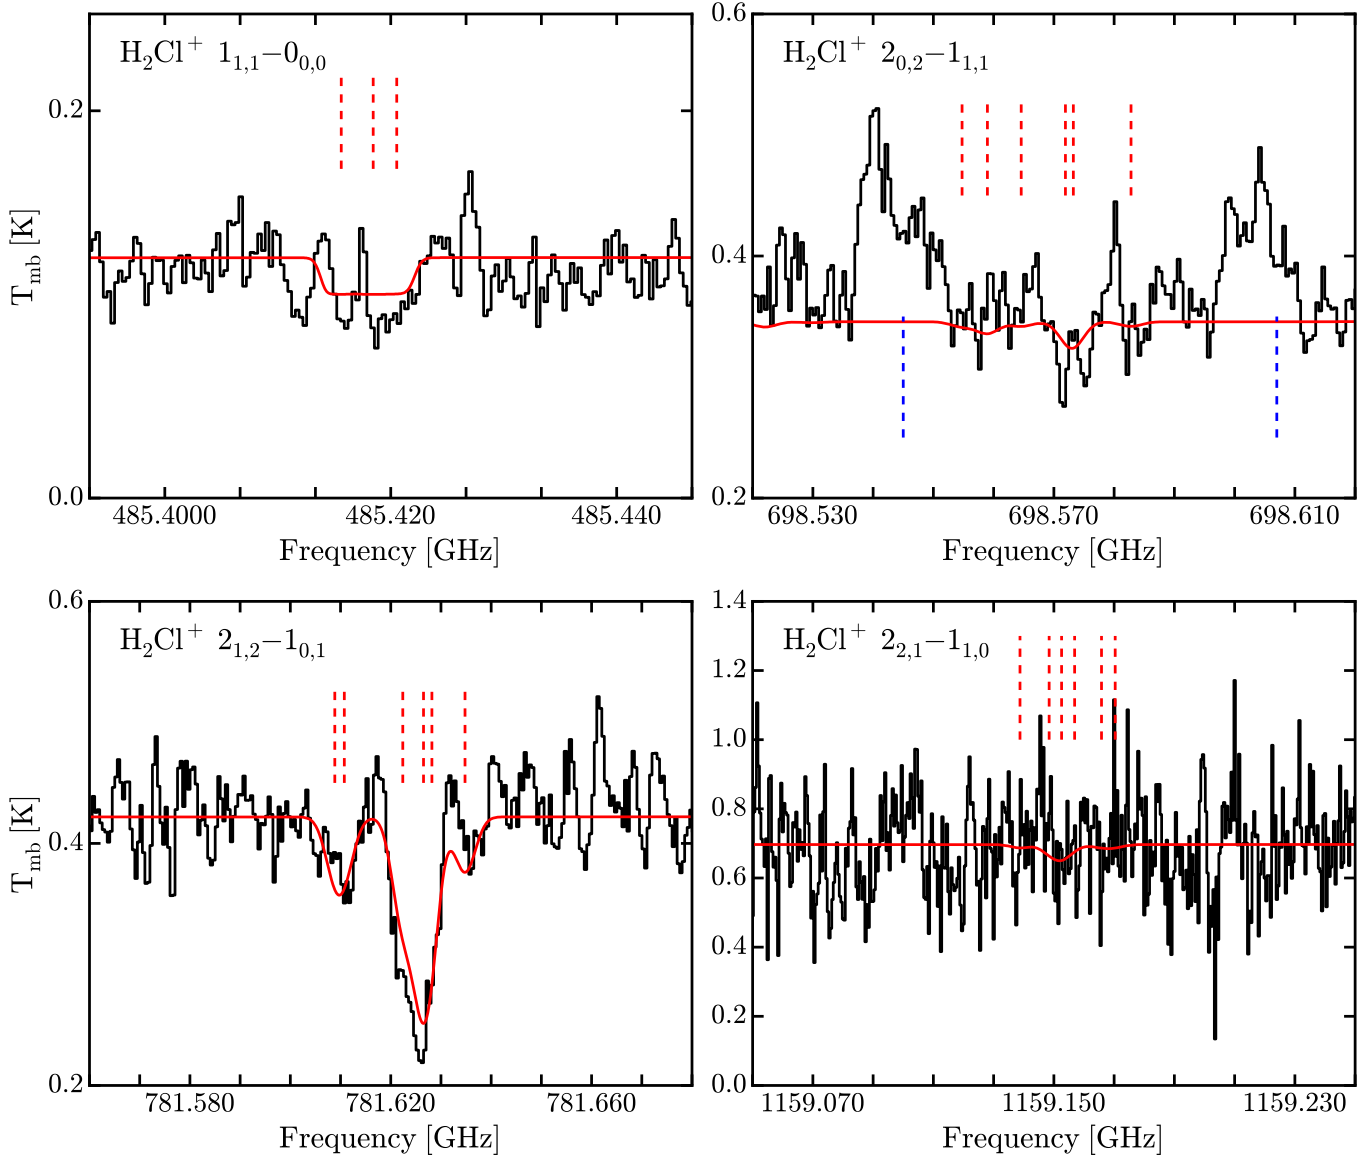 H₂Cl⁺ 1₁,₁−0₀,₀
0.2
0.0
T_mb [K]
485.4000 485.420 485.440
Frequency [GHz]
H₂Cl⁺ 2₀,₂−1₁,₁
0.6
0.4
0.2
698.530 698.570 698.610
Frequency [GHz]
H₂Cl⁺ 2₁,₂−1₀,₁
0.6
0.4
0.2
T_mb [K]
781.580 781.620 781.660
Frequency [GHz]
H₂Cl⁺ 2₂,₁−1₁,₀
1.4
1.2
1.0
0.8
0.6
0.4
0.2
0.0
1159.070 1159.150 1159.230
Frequency [GHz]